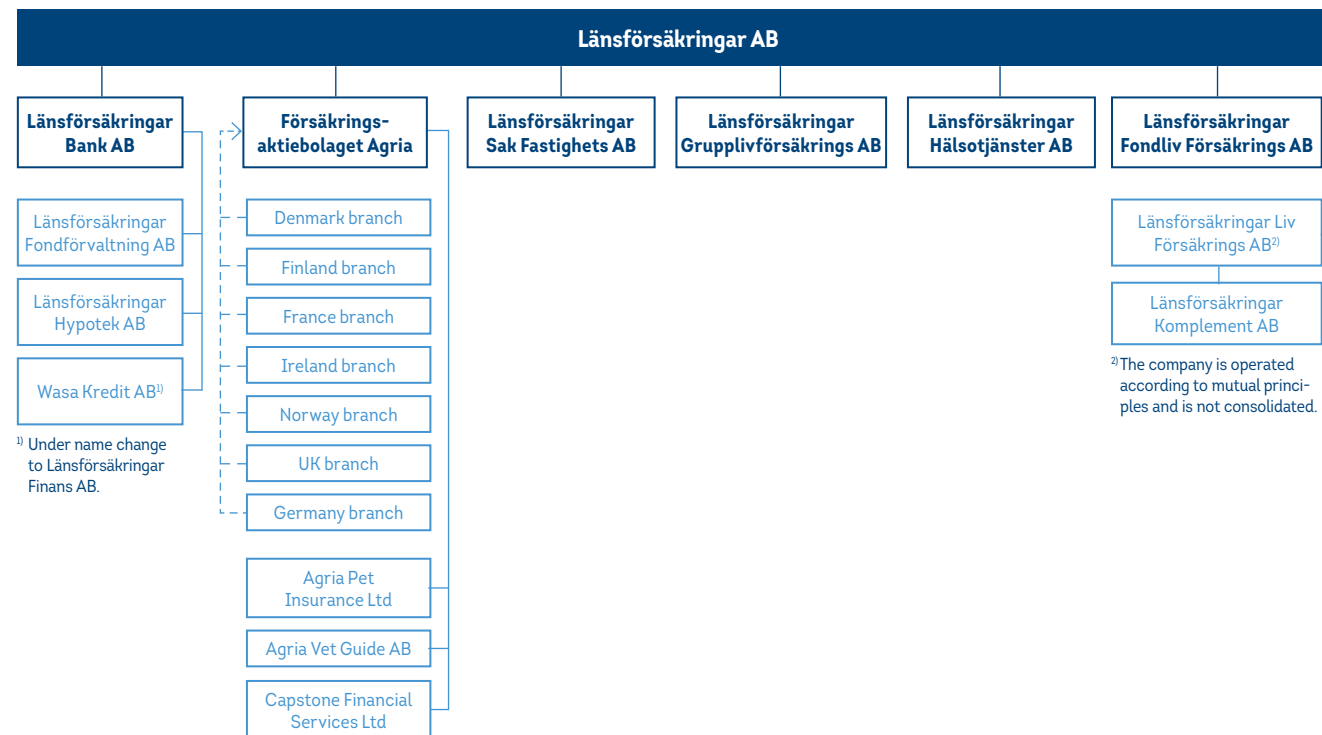 Länsförsäkringar AB
Länsförsäkringar
Bank AB
Länsförsäkringar
Fondförvaltning AB
Länsförsäkringar
Hypotek AB
Wasa Kredit AB1)
1) Under name change
to Länsförsäkringar
Finans AB.
Försäkrings-
aktiebolaget Agria
Denmark branch
Finland branch
France branch
Ireland branch
Norway branch
UK branch
Germany branch
Agria Pet
Insurance Ltd
Agria Vet Guide AB
Capstone Financial
Services Ltd
Länsförsäkringar
Sak Fastighets AB
Länsförsäkringar
Grupplivförsäkrings AB
Länsförsäkringar
Hälsotjänster AB
Länsförsäkringar
Fondliv Försäkrings AB
Länsförsäkringar Liv
Försäkrings AB2)
Länsförsäkringar
Komplement AB
2) The company is operated
according to mutual princi-
ples and is not consolidated.